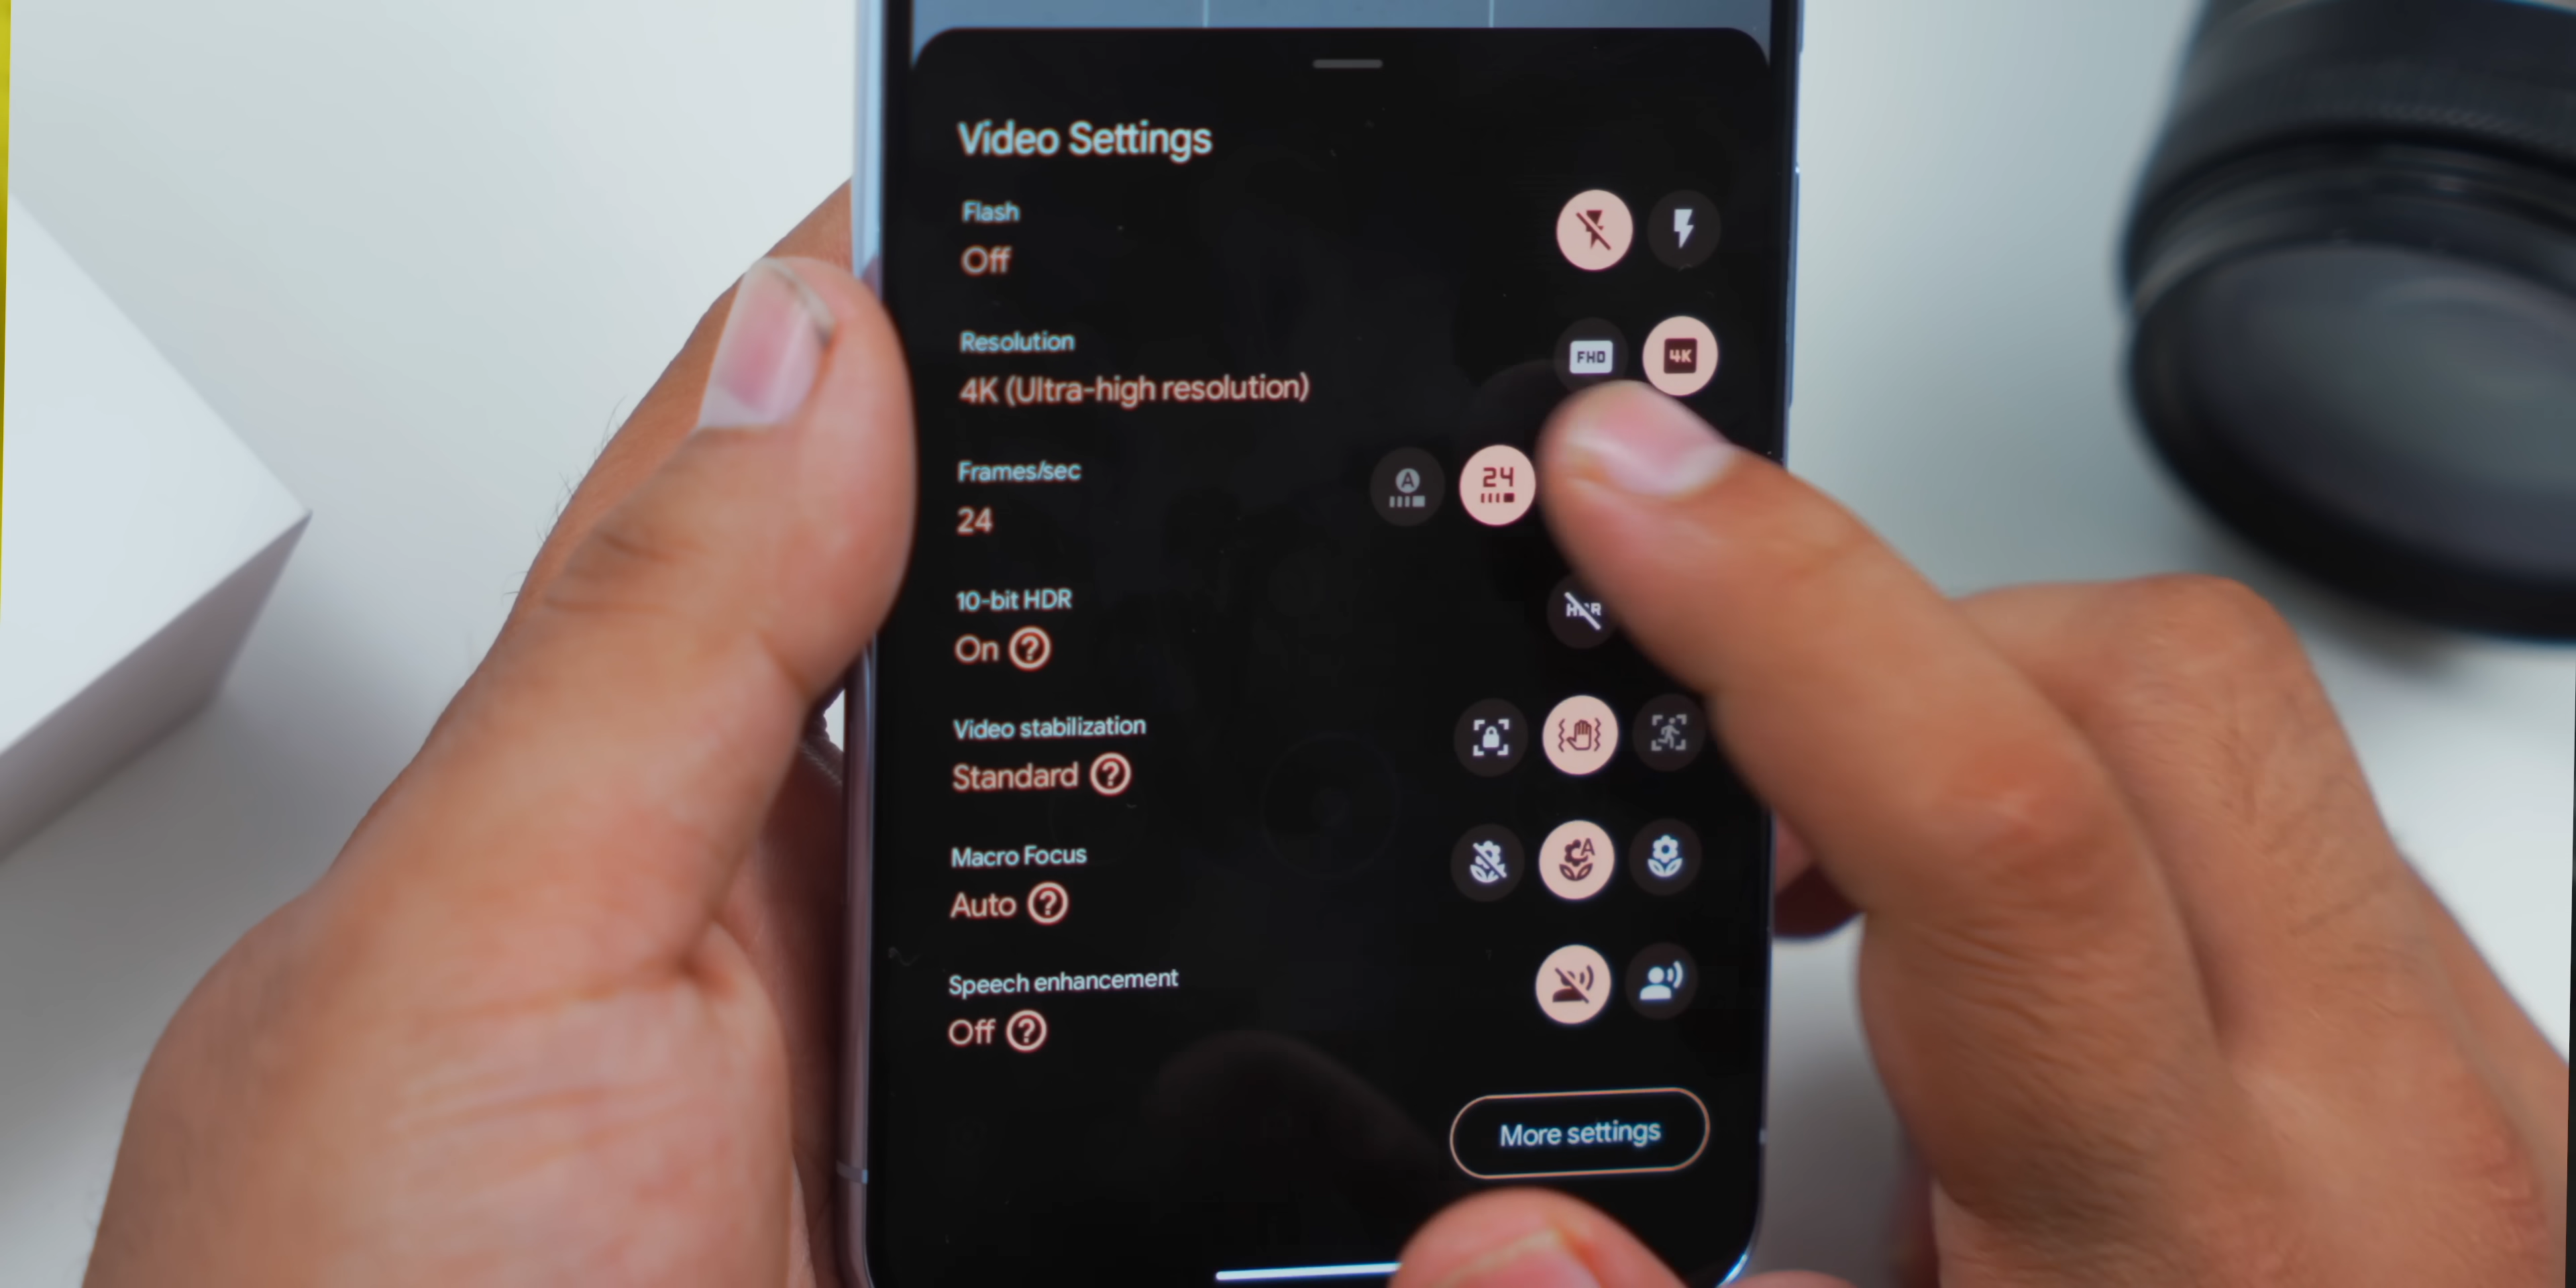 Video Settings
Flash
Off
Resolution
4K (Ultra-high resolution)
FHD
4K
Frames/sec
24
A
24
10-bit HDR
On ?
HDR
Video stabilization
Standard ?
Macro Focus
Auto ?
A
Speech enhancement
Off ?
More settings